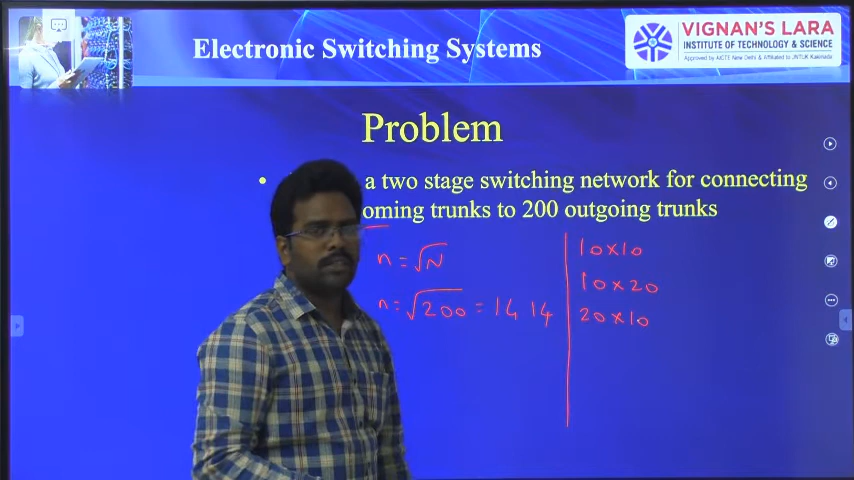 Electronic Switching Systems
VIGNAN'S LARA
INSTITUTE OF TECHNOLOGY & SCIENCE
Approved by AICTE New Delhi & Affiliated to JNTUK Kakinada
Problem
• a two stage switching network for connecting
oming trunks to 200 outgoing trunks
n = √N
n = √200 = 14 14
10×10
10×20
20×10